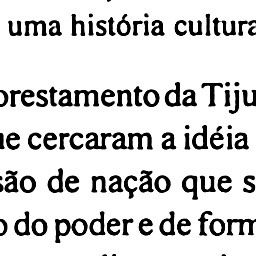 uma história cultura
orestamento da Tiju
ue cercaram a idéia
são de nação que s
o do poder e de form